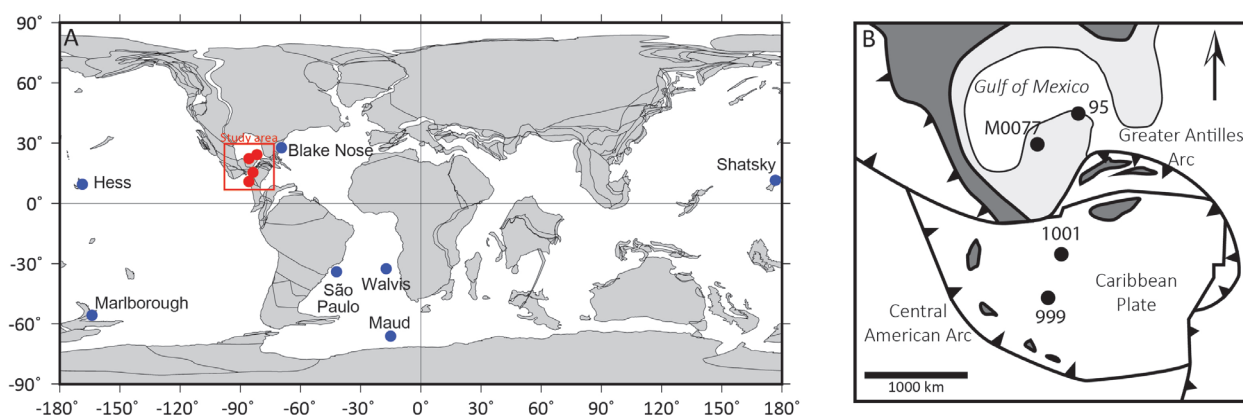 90°
60°
30°
0°
-30°
-60°
-90°
-180
-150
-120
-90
-60
-30
0
30
60
90
120
150
180
A
Study area
Blake Nose
Hess
Shatsky
Marlborough
São
Paulo
Walvis
Maud
B
Gulf of Mexico
95
M0077
Greater Antilles
Arc
1001
Caribbean
Plate
999
Central
American Arc
1000 km